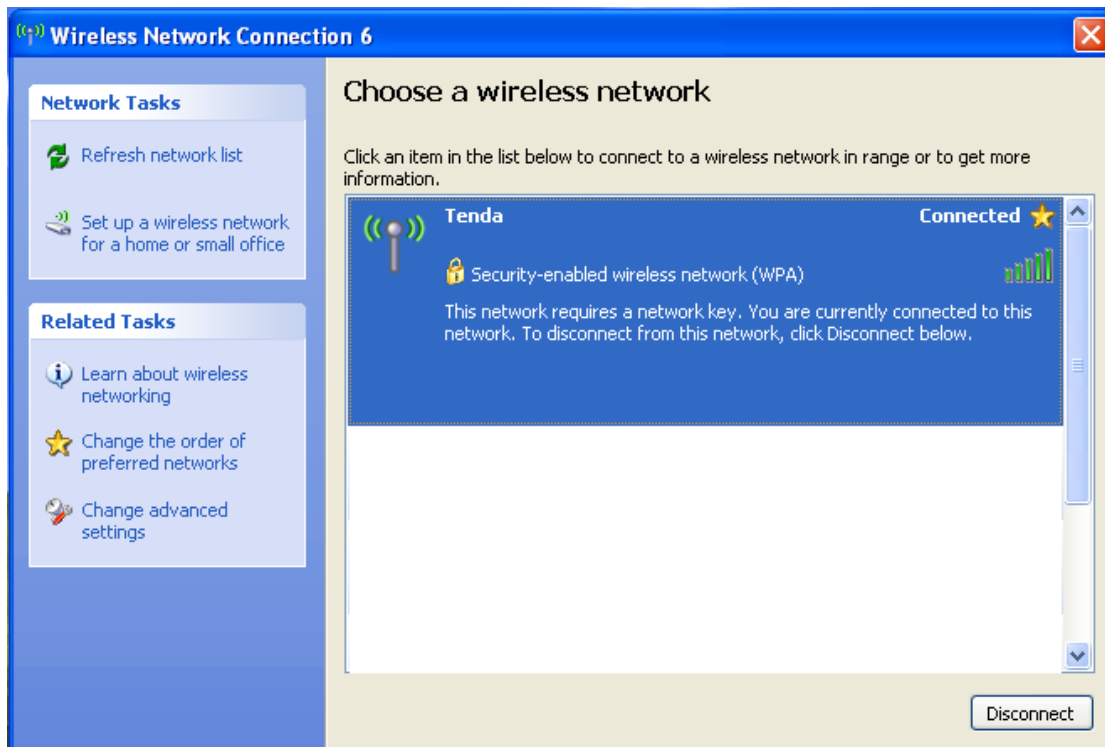 Wireless Network Connection 6
Network Tasks
Refresh network list
Set up a wireless network
for a home or small office
Related Tasks
Learn about wireless
networking
Change the order of
preferred networks
Change advanced
settings
Choose a wireless network
Click an item in the list below to connect to a wireless network in range or to get more
information.
Tenda
Connected
Security-enabled wireless network (WPA)
This network requires a network key. You are currently connected to this
network. To disconnect from this network, click Disconnect below.
Disconnect